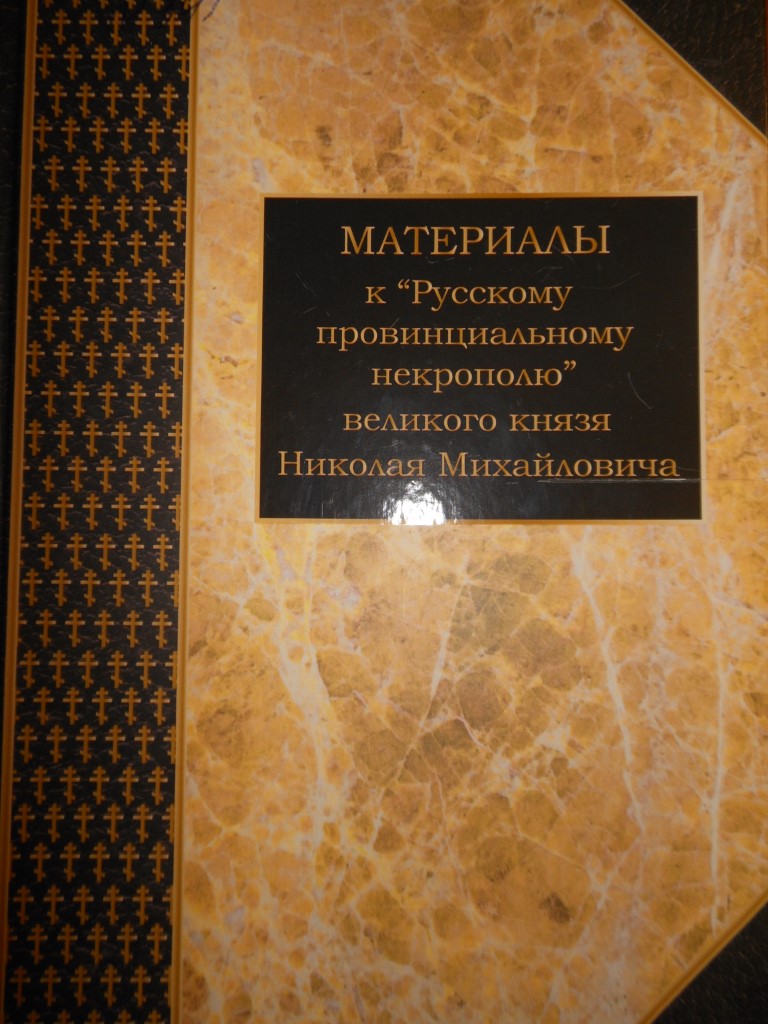 МАТЕРИАЛЫ
к “Русскому
провинциальному
некрополю”
великого князя
Николая Михайловича